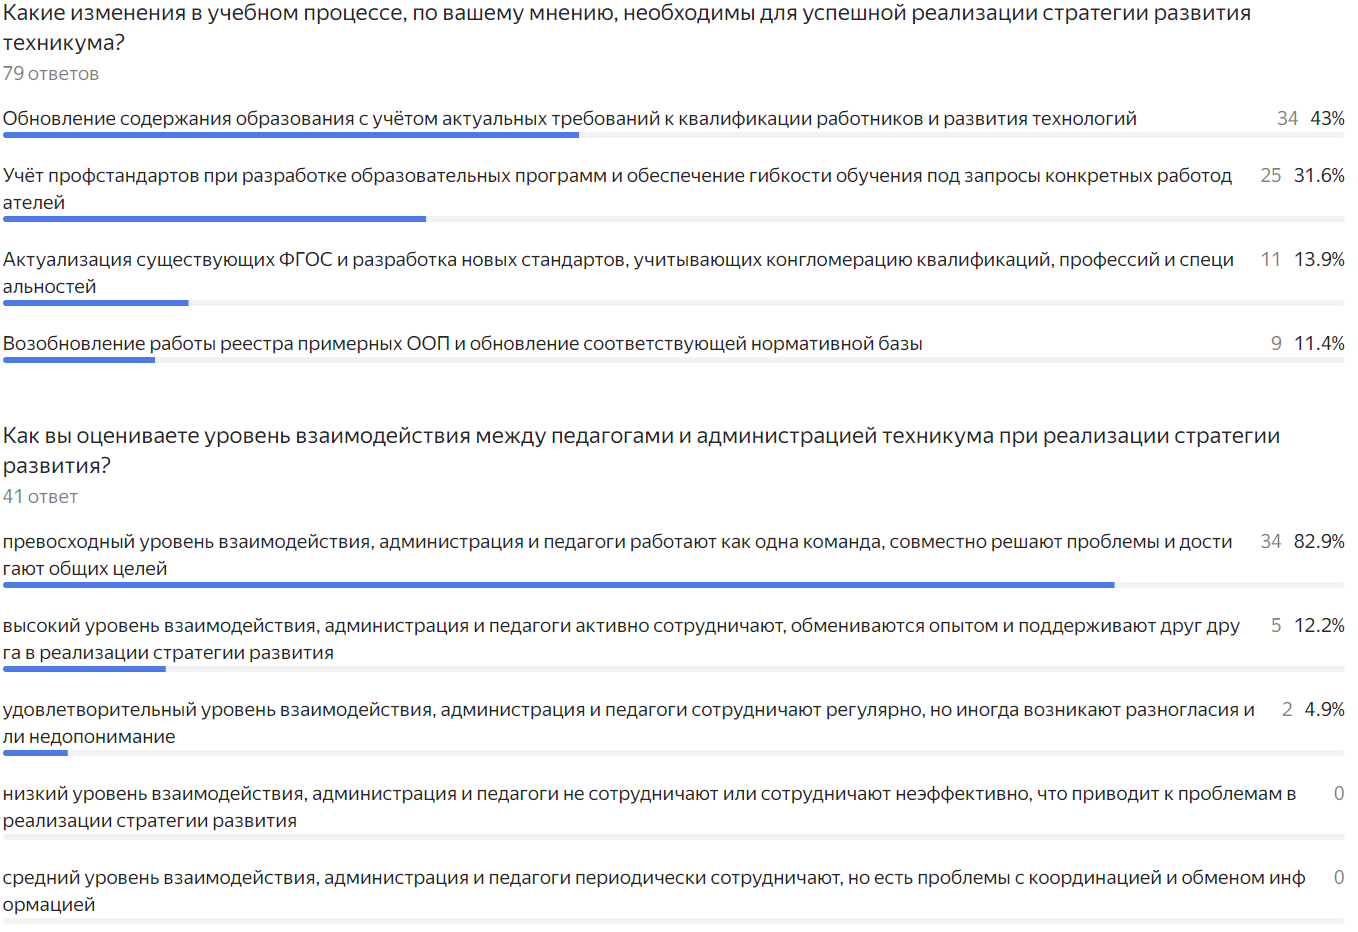 Какие изменения в учебном процессе, по вашему мнению, необходимы для успешной реализации стратегии развития
техникума?
79 ответов
Обновление содержания образования с учётом актуальных требований к квалификации работников и развития технологий 34 43%
Учёт профстандартов при разработке образовательных программ и обеспечение гибкости обучения под запросы конкретных работод 25 31.6%
ателей
Актуализация существующих ФГОС и разработка новых стандартов, учитывающих конгломерацию квалификаций, профессий и специ 11 13.9%
альностей
Возобновление работы реестра примерных ООП и обновление соответствующей нормативной базы 9 11.4%
Как вы оцениваете уровень взаимодействия между педагогами и администрацией техникума при реализации стратегии
развития?
41 ответ
превосходный уровень взаимодействия, администрация и педагоги работают как одна команда, совместно решают проблемы и дости 34 82.9%
гают общих целей
высокий уровень взаимодействия, администрация и педагоги активно сотрудничают, обмениваются опытом и поддерживают друг дру 5 12.2%
га в реализации стратегии развития
удовлетворительный уровень взаимодействия, администрация и педагоги сотрудничают регулярно, но иногда возникают разногласия и 2 4.9%
ли недопонимание
низкий уровень взаимодействия, администрация и педагоги не сотрудничают или сотрудничают неэффективно, что приводит к проблемам в 0
реализации стратегии развития
средний уровень взаимодействия, администрация и педагоги периодически сотрудничают, но есть проблемы с координацией и обменом инф 0
ормацией